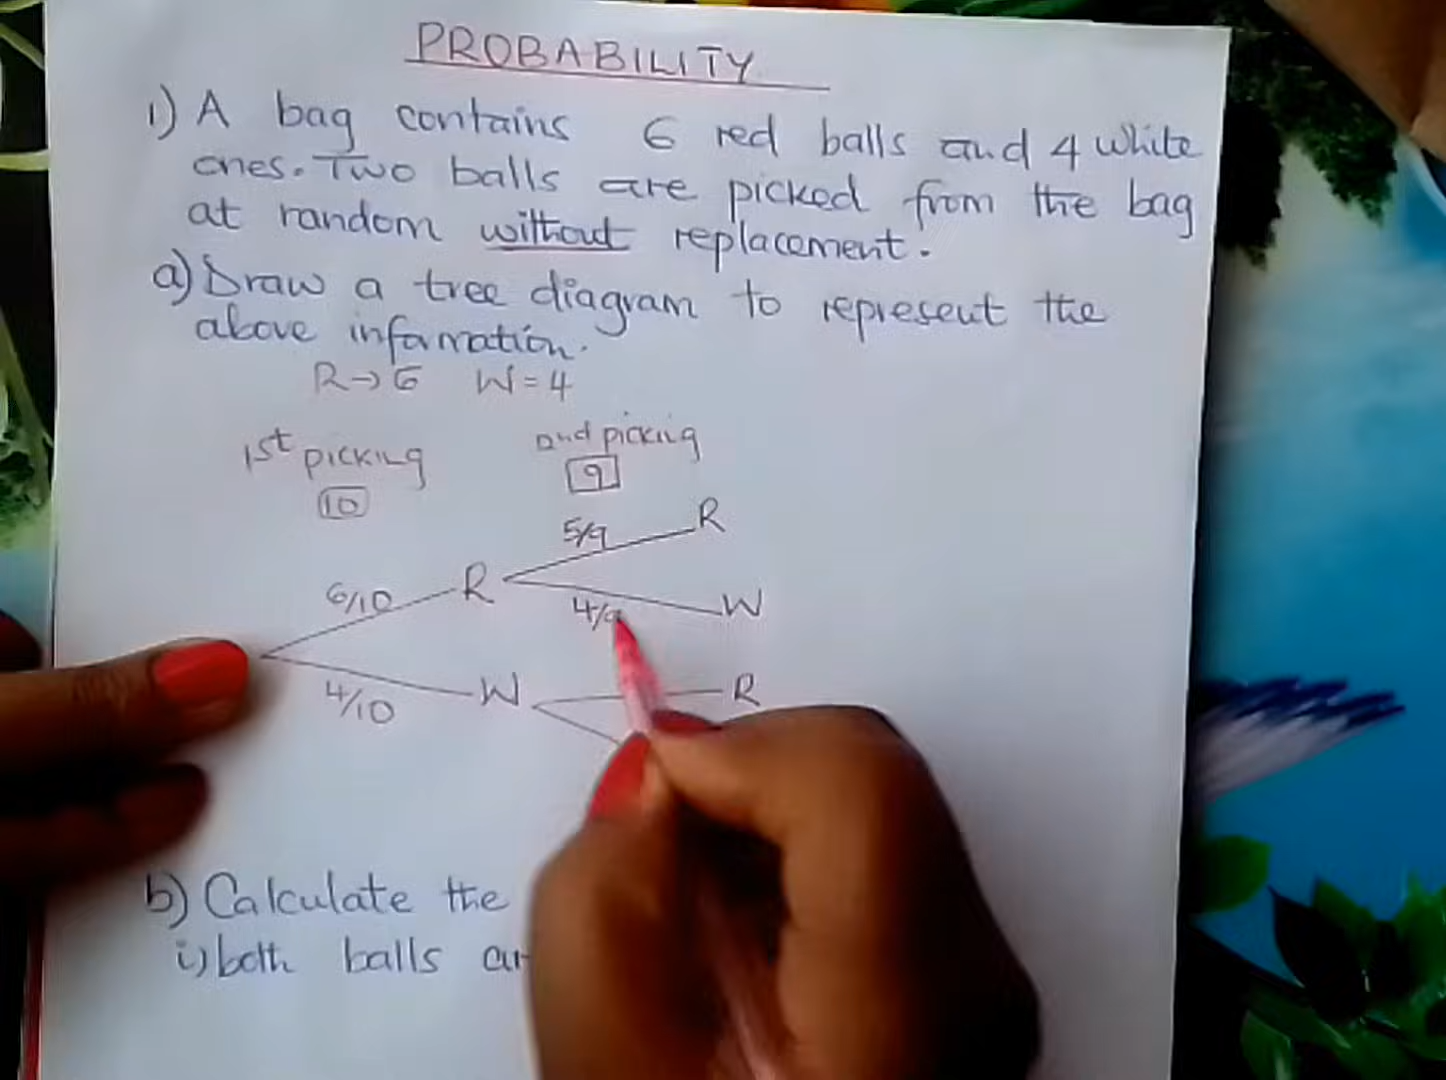 PROBABILITY
1) A bag contains 6 red balls and 4 white
ones. Two balls are picked from the bag
at random without replacement.
a) Draw a tree diagram to represent the
above information.
R→6 W=4
1st picking 2nd picking
10 9
5/9 R
6/10 R
4/9 W
4/10 W R
b) Calculate the
i) both balls